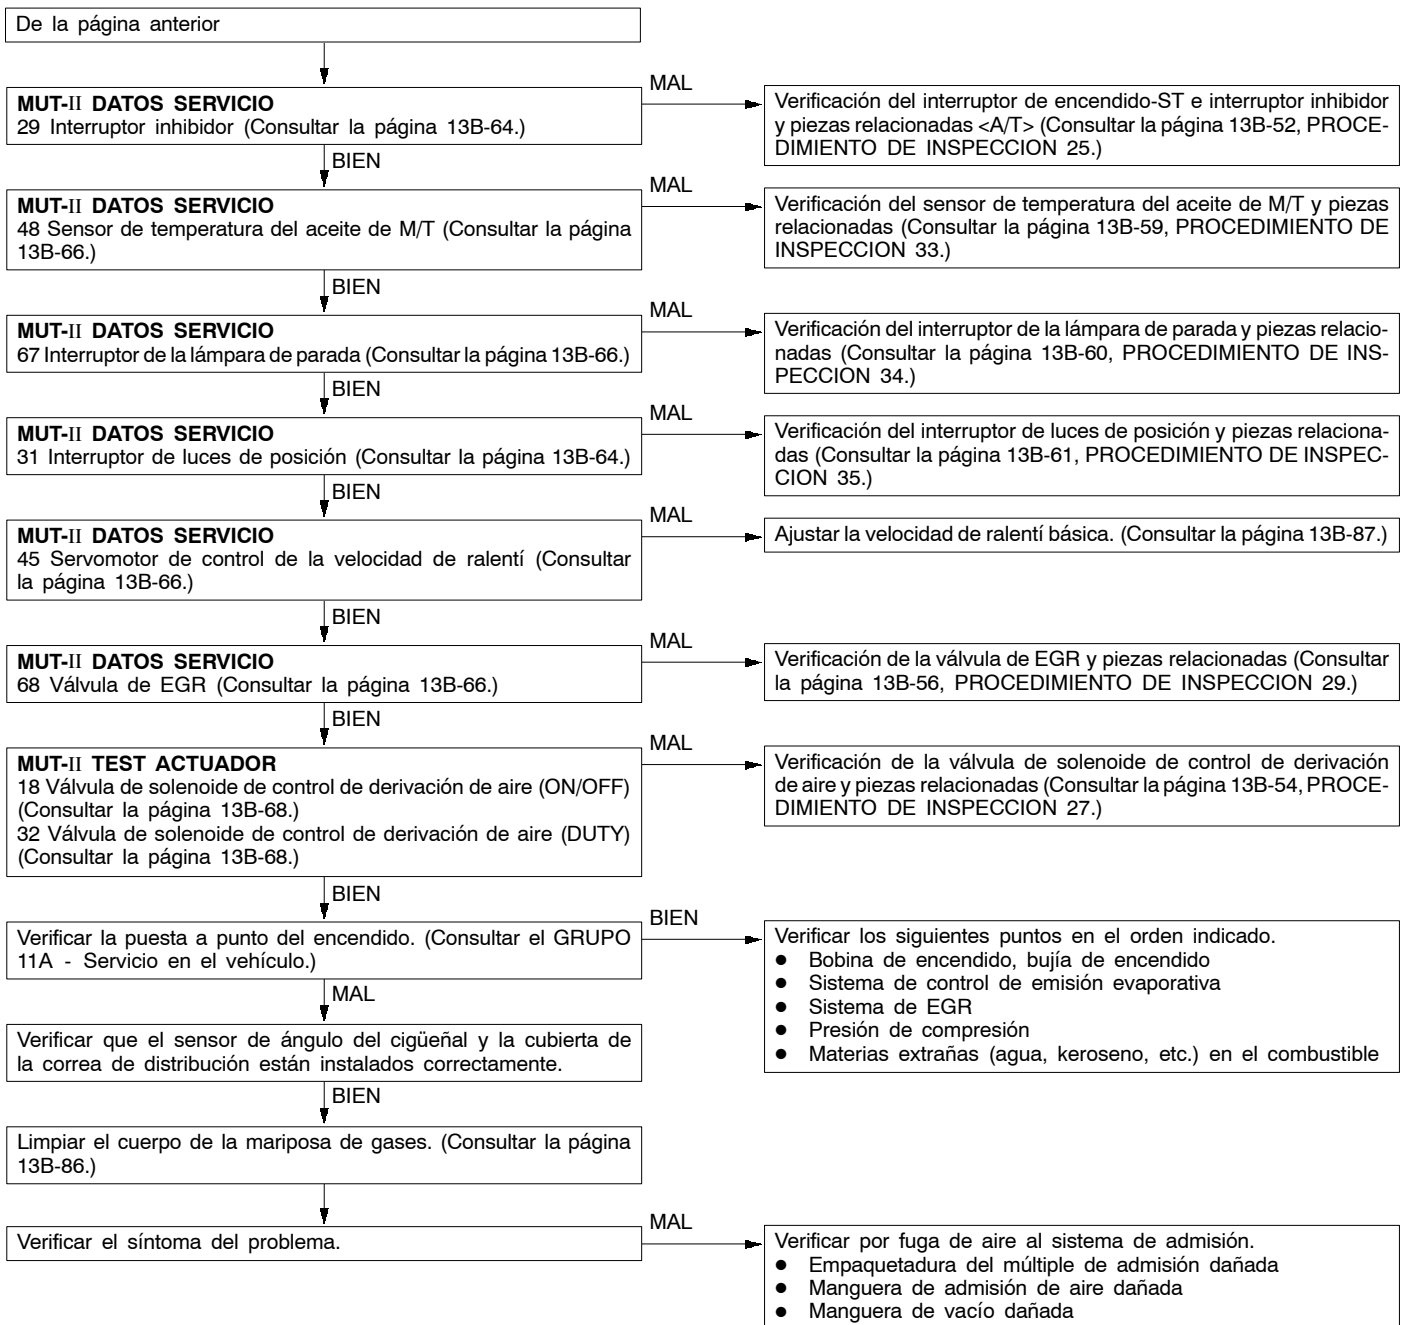 De la página anterior
MAL
MUT-II DATOS SERVICIO
29 Interruptor inhibidor (Consultar la página 13B-64.)
Verificación del interruptor de encendido-ST e interruptor inhibidor
y piezas relacionadas <A/T> (Consultar la página 13B-52, PROCE-
DIMIENTO DE INSPECCION 25.)
BIEN
MAL
MUT-II DATOS SERVICIO
48 Sensor de temperatura del aceite de M/T (Consultar la página
13B-66.)
Verificación del sensor de temperatura del aceite de M/T y piezas
relacionadas (Consultar la página 13B-59, PROCEDIMIENTO DE
INSPECCION 33.)
BIEN
MAL
MUT-II DATOS SERVICIO
67 Interruptor de la lámpara de parada (Consultar la página 13B-66.)
Verificación del interruptor de la lámpara de parada y piezas relacio-
nadas (Consultar la página 13B-60, PROCEDIMIENTO DE INS-
PECCION 34.)
BIEN
MAL
MUT-II DATOS SERVICIO
31 Interruptor de luces de posición (Consultar la página 13B-64.)
Verificación del interruptor de luces de posición y piezas relaciona-
das (Consultar la página 13B-61, PROCEDIMIENTO DE INSPEC-
CION 35.)
BIEN
MAL
MUT-II DATOS SERVICIO
45 Servomotor de control de la velocidad de ralentí (Consultar
la página 13B-66.)
Ajustar la velocidad de ralentí básica. (Consultar la página 13B-87.)
BIEN
MAL
MUT-II DATOS SERVICIO
68 Válvula de EGR (Consultar la página 13B-66.)
Verificación de la válvula de EGR y piezas relacionadas (Consultar
la página 13B-56, PROCEDIMIENTO DE INSPECCION 29.)
BIEN
MAL
MUT-II TEST ACTUADOR
18 Válvula de solenoide de control de derivación de aire (ON/OFF)
(Consultar la página 13B-68.)
32 Válvula de solenoide de control de derivación de aire (DUTY)
(Consultar la página 13B-68.)
Verificación de la válvula de solenoide de control de derivación
de aire y piezas relacionadas (Consultar la página 13B-54, PROCE-
DIMIENTO DE INSPECCION 27.)
BIEN
BIEN
Verificar la puesta a punto del encendido. (Consultar el GRUPO
11A - Servicio en el vehículo.)
Verificar los siguientes puntos en el orden indicado.
● Bobina de encendido, bujía de encendido
● Sistema de control de emisión evaporativa
● Sistema de EGR
● Presión de compresión
● Materias extrañas (agua, keroseno, etc.) en el combustible
MAL
Verificar que el sensor de ángulo del cigüeñal y la cubierta de
la correa de distribución están instalados correctamente.
BIEN
Limpiar el cuerpo de la mariposa de gases. (Consultar la página
13B-86.)
MAL
Verificar el síntoma del problema.
Verificar por fuga de aire al sistema de admisión.
● Empaquetadura del múltiple de admisión dañada
● Manguera de admisión de aire dañada
● Manguera de vacío dañada